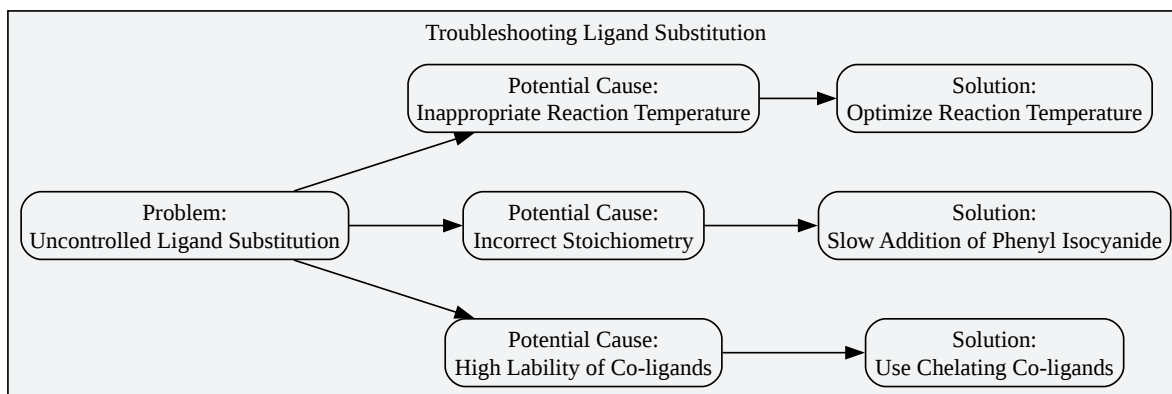 Troubleshooting Ligand Substitution
Potential Cause:
Inappropriate Reaction Temperature
Solution:
Optimize Reaction Temperature
Problem:
Uncontrolled Ligand Substitution
Potential Cause:
Incorrect Stoichiometry
Solution:
Slow Addition of Phenyl Isocyanide
Potential Cause:
High Lability of Co-ligands
Solution:
Use Chelating Co-ligands